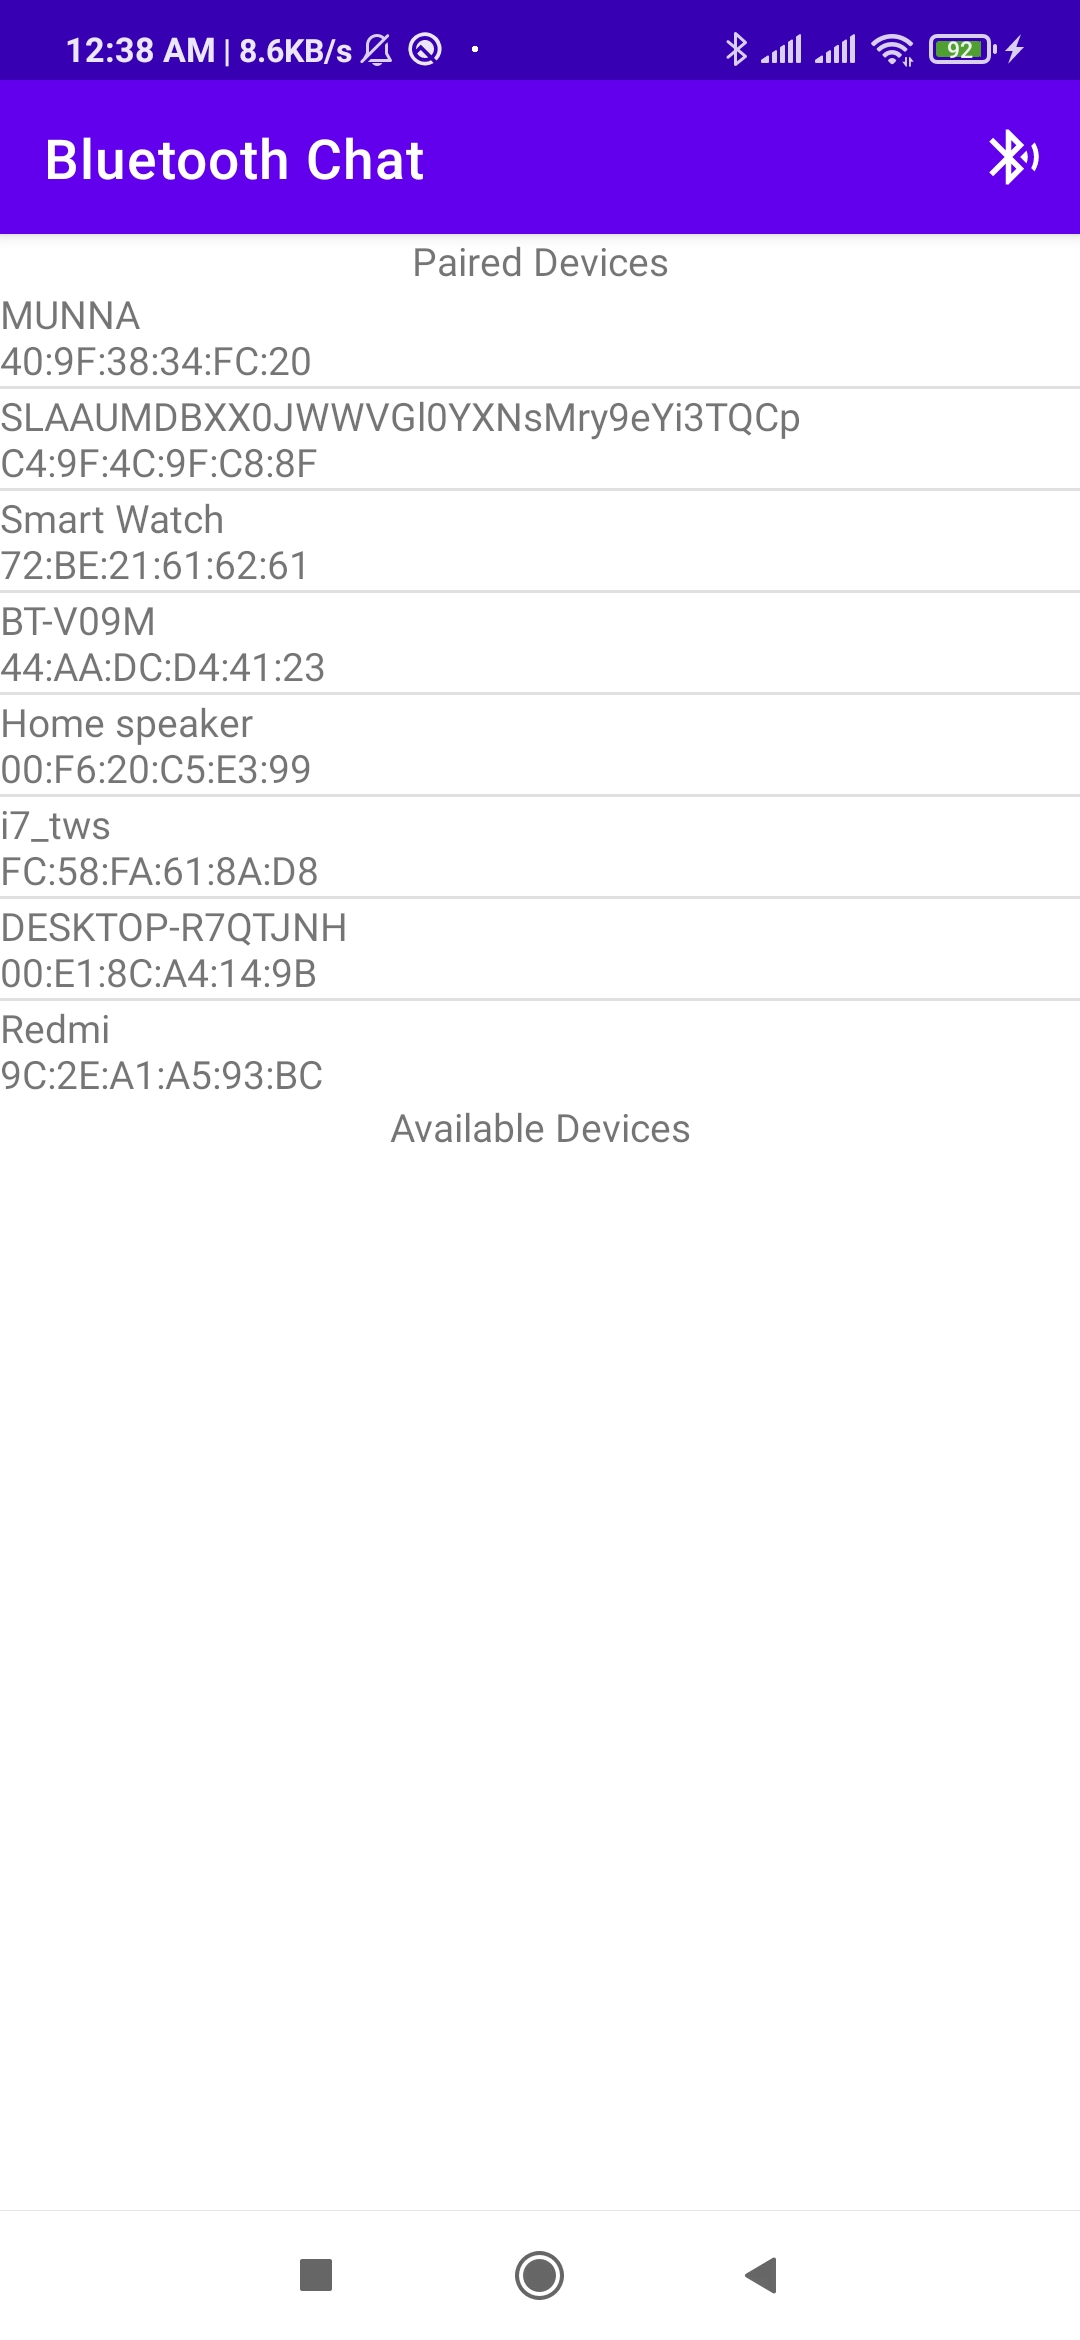 12:38 AM | 8.6KB/s 92
Bluetooth Chat
Paired Devices
MUNNA
40:9F:38:34:FC:20
SLAAUMDBXX0JWWVGl0YXNsMry9eYi3TQCp
C4:9F:4C:9F:C8:8F
Smart Watch
72:BE:21:61:62:61
BT-V09M
44:AA:DC:D4:41:23
Home speaker
00:F6:20:C5:E3:99
i7_tws
FC:58:FA:61:8A:D8
DESKTOP-R7QTJNH
00:E1:8C:A4:14:9B
Redmi
9C:2E:A1:A5:93:BC
Available Devices